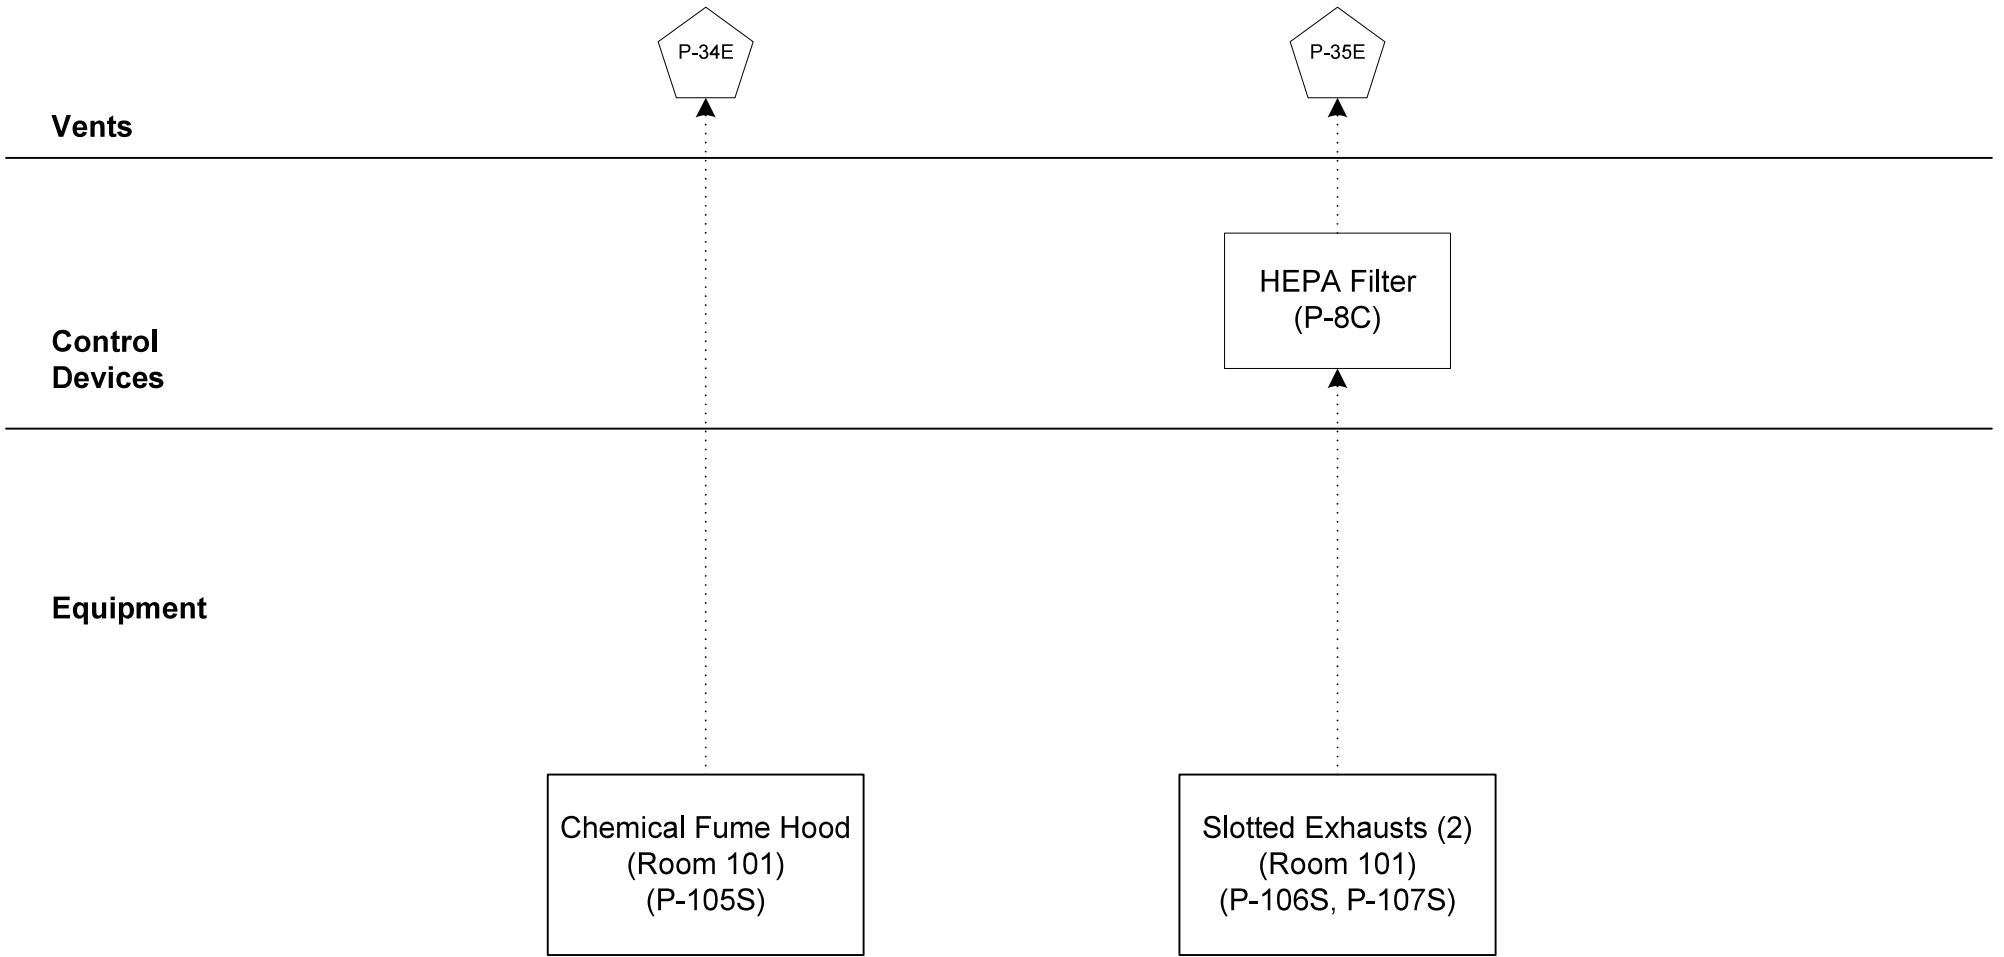 P-34E
P-35E
Vents
HEPA Filter
(P-8C)
Control
Devices
Equipment
Chemical Fume Hood
(Room 101)
(P-105S)
Slotted Exhausts (2)
(Room 101)
(P-106S, P-107S)